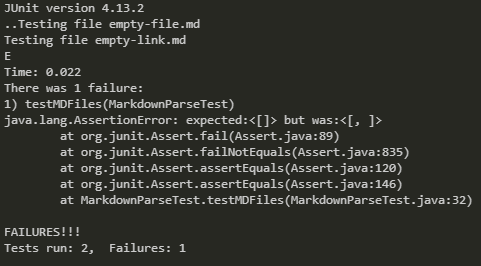 JUnit version 4.13.2
..Testing file empty-file.md
Testing file empty-link.md
E
Time: 0.022
There was 1 failure:
1) testMDFiles(MarkdownParseTest)
java.lang.AssertionError: expected:<[]> but was:<[, ]>
        at org.junit.Assert.fail(Assert.java:89)
        at org.junit.Assert.failNotEquals(Assert.java:835)
        at org.junit.Assert.assertEquals(Assert.java:120)
        at org.junit.Assert.assertEquals(Assert.java:146)
        at MarkdownParseTest.testMDFiles(MarkdownParseTest.java:32)
FAILURES!!!
Tests run: 2,  Failures: 1